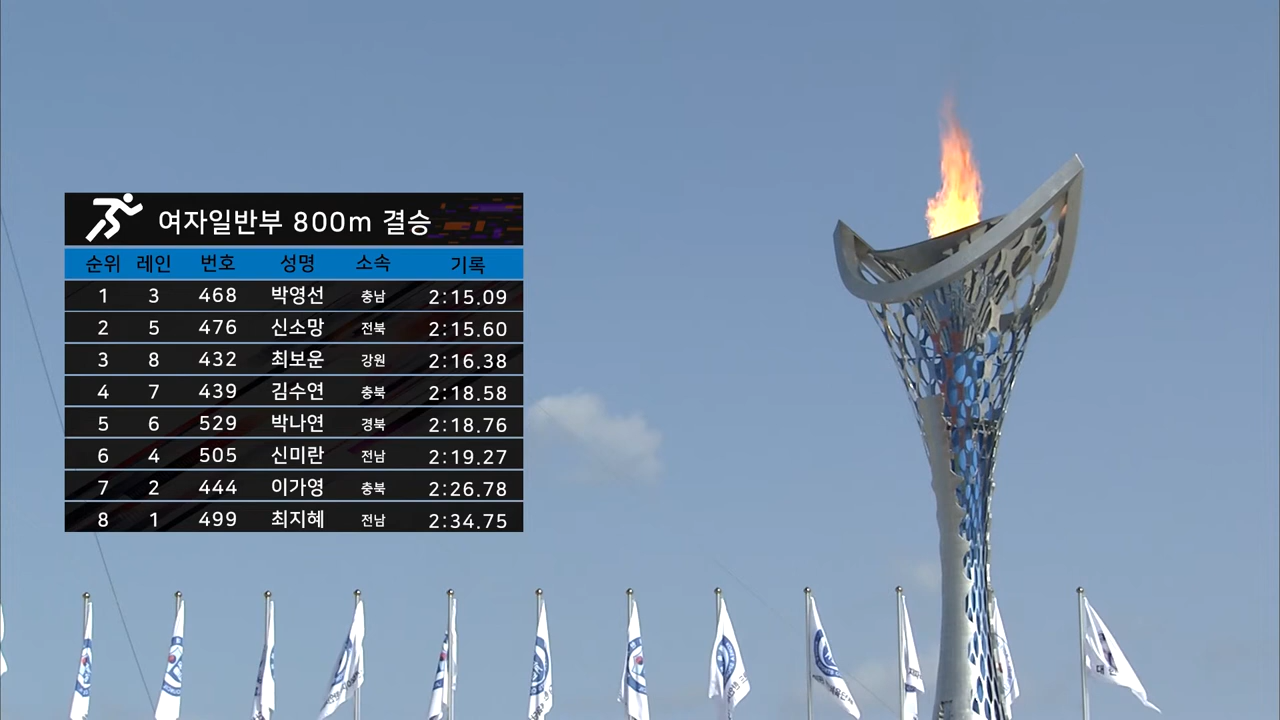 여자일반부 800m 결승
순위 레인 번호 성명 소속 기록
1 3 468 박영선 충남 2:15.09
2 5 476 신소망 전북 2:15.60
3 8 432 최보운 강원 2:16.38
4 7 439 김수연 충북 2:18.58
5 6 529 박나연 경북 2:18.76
6 4 505 신미란 전남 2:19.27
7 2 444 이가영 충북 2:26.78
8 1 499 최지혜 전남 2:34.75